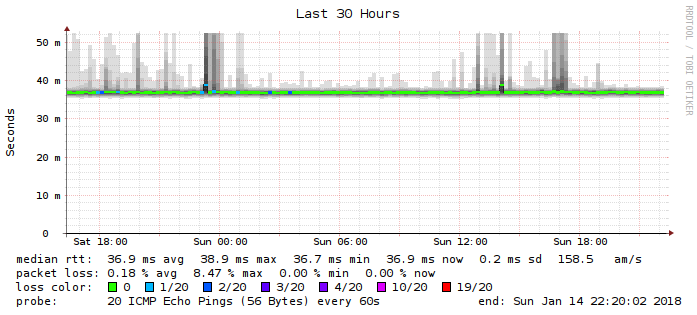 Last 30 Hours
RRDTOOL / TOBI OETIKER
Seconds
50 m
40 m
30 m
20 m
10 m
0
Sat 18:00 Sun 00:00 Sun 06:00 Sun 12:00 Sun 18:00
median rtt: 36.9 ms avg 38.9 ms max 36.7 ms min 36.9 ms now 0.2 ms sd 158.5 am/s
packet loss: 0.18 % avg 8.47 % max 0.00 % min 0.00 % now
loss color: 0 1/20 2/20 3/20 4/20 10/20 19/20
probe: 20 ICMP Echo Pings (56 Bytes) every 60s end: Sun Jan 14 22:20:02 2018